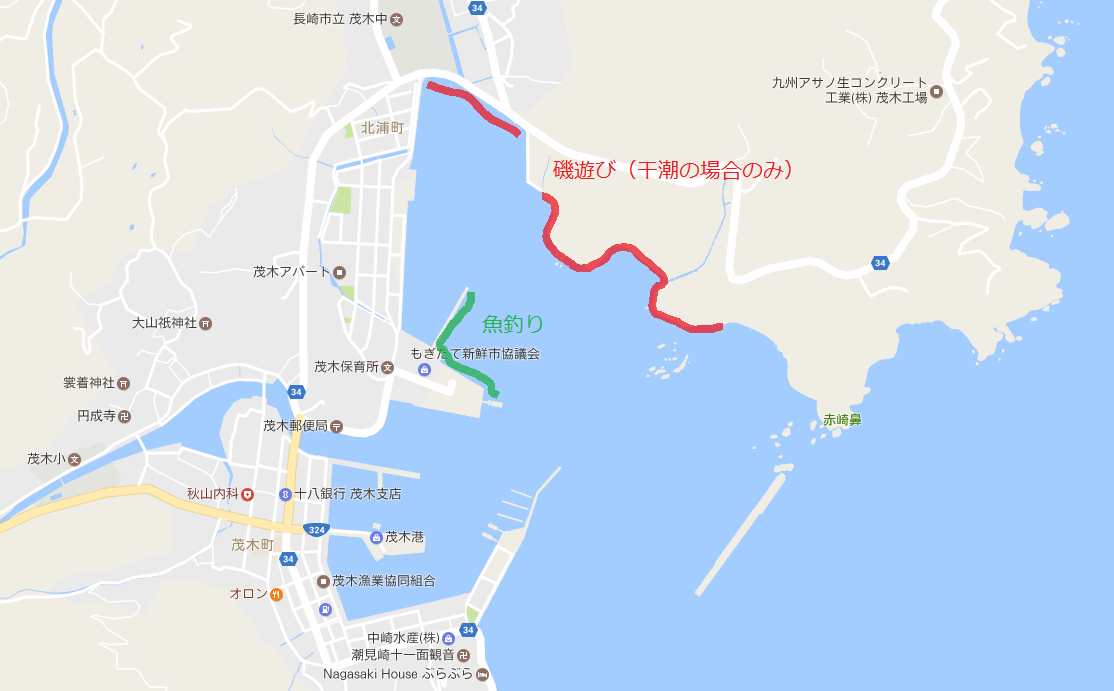 長崎市立 茂木中
34
九州アサノ生コンクリート
工業(株) 茂木工場
北浦町
磯遊び（干潮の場合のみ）
34
茂木アパート
大山祇神社
魚釣り
もぎたて新鮮市協議会
茂木保育所
裳着神社
34
円成寺
赤崎鼻
茂木郵便局
茂木小
秋山内科
十八銀行 茂木支店
324
茂木港
茂木町
34
茂木漁業協同組合
オロン
34
中崎水産(株)
潮見崎十一面観音
Nagasaki House ぶらぶら